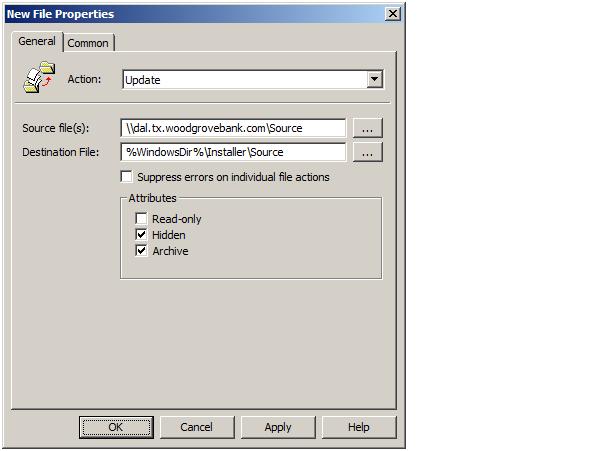 New File Properties
General
Common
Action:
Update
Source file(s):
\\dal.tx.woodgrovebank.com\Source
...
Destination File:
%WindowsDir%\Installer\Source
...
Suppress errors on individual file actions
Attributes
Read-only
Hidden
Archive
OK
Cancel
Apply
Help